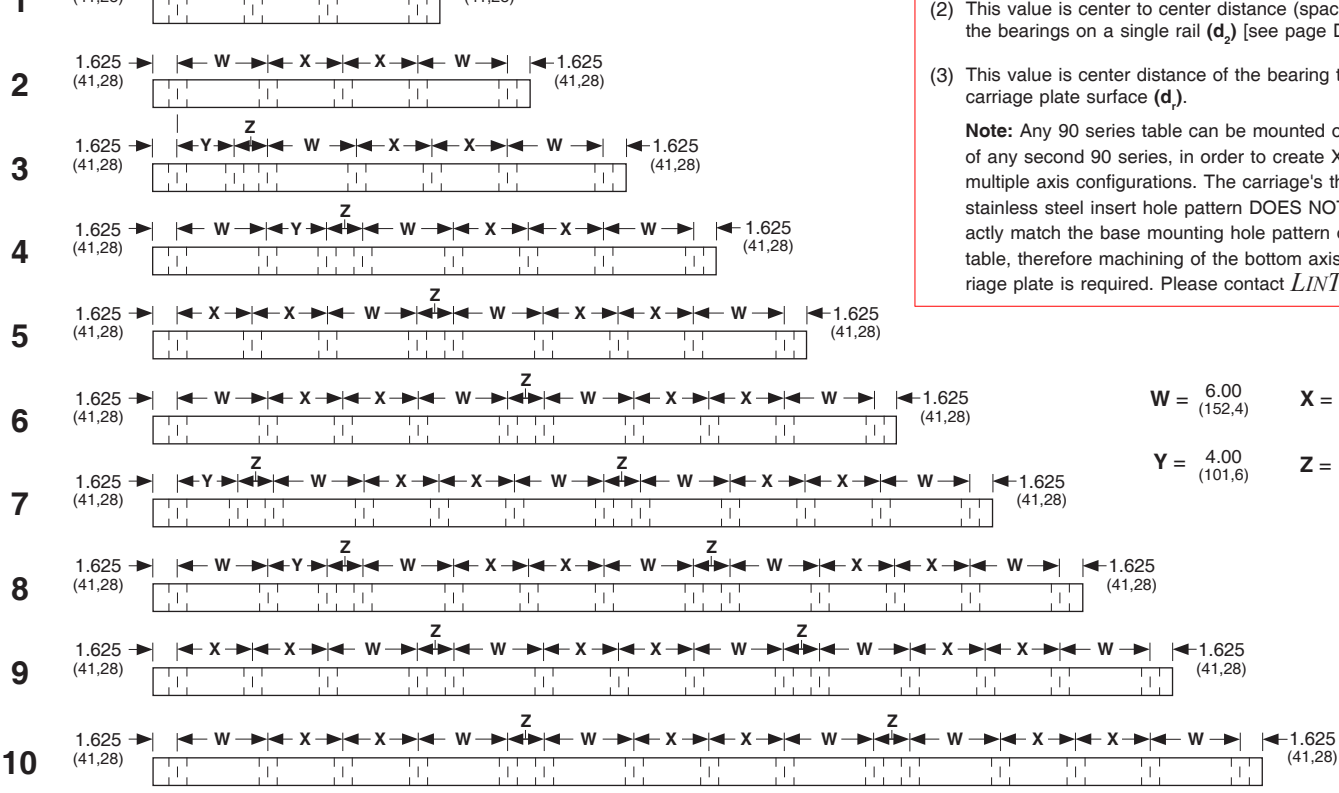 1 (41,28) (41,28)
2 1.625 W X X W 1.625
(41,28) (41,28)
Z
3 1.625 Y W X X W 1.625
(41,28) (41,28)
Z
4 1.625 W Y W X X W 1.625
(41,28) (41,28)
Z
5 1.625 X X W W X X W 1.625
(41,28) (41,28)
Z
6 1.625 W X X W W X X W 1.625
(41,28) (41,28)
Z Z
7 1.625 Y W X X W W X X W 1.625
(41,28) (41,28)
Z Z
8 1.625 W Y W X X W W X X W 1.625
(41,28) (41,28)
Z Z
9 1.625 X X W W X X W W X X W 1.625
(41,28) (41,28)
Z Z
10 1.625 W X X W W X X W W X X W 1.625
(41,28) (41,28)
(2) This value is center to center distance (spac
the bearings on a single rail (d2) [see page D
(3) This value is center distance of the bearing t
carriage plate surface (dr).
Note: Any 90 series table can be mounted o
of any second 90 series, in order to create X
multiple axis configurations. The carriage's th
stainless steel insert hole pattern DOES NOT
actly match the base mounting hole pattern o
table, therefore machining of the bottom axis
riage plate is required. Please contact LINT
W = 6.00 X =
(152,4)
Y = 4.00 Z =
(101,6)